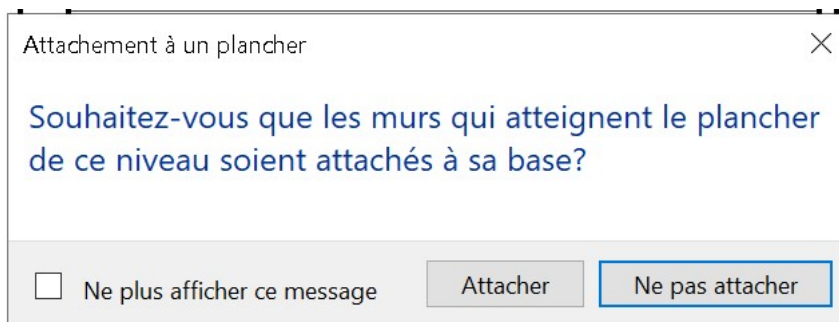 Attachement à un plancher
Souhaitez-vous que les murs qui atteignent le plancher
de ce niveau soient attachés à sa base?
Ne plus afficher ce message
Attacher
Ne pas attacher